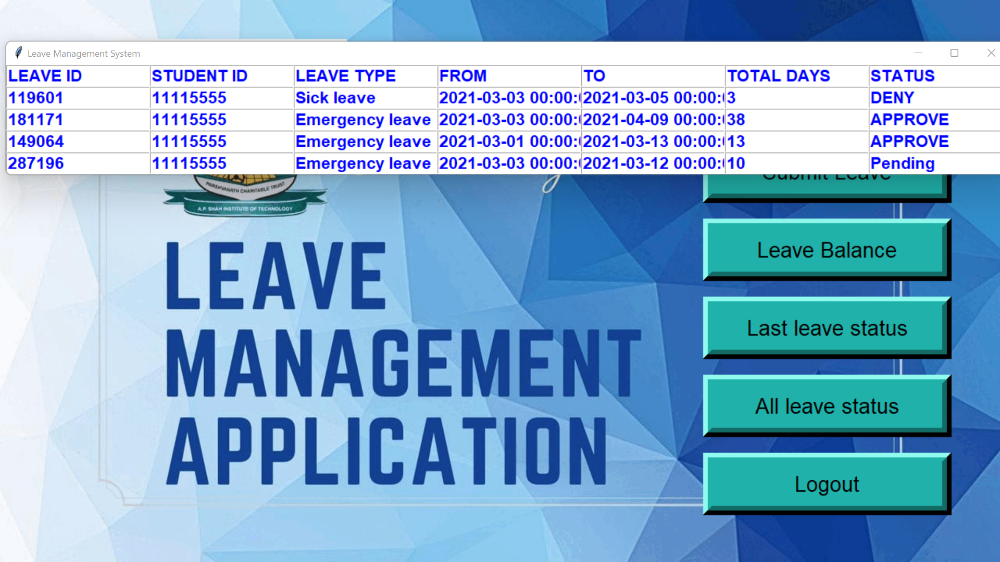 Leave Management System
LEAVE ID STUDENT ID LEAVE TYPE FROM TO TOTAL DAYS STATUS
119601 11115555 Sick leave 2021-03-03 00:00: 2021-03-05 00:00: 3 DENY
181171 11115555 Emergency leave 2021-03-03 00:00: 2021-04-09 00:00: 38 APPROVE
149064 11115555 Emergency leave 2021-03-01 00:00: 2021-03-13 00:00: 13 APPROVE
287196 11115555 Emergency leave 2021-03-03 00:00: 2021-03-12 00:00: 10 Pending
Submit Leave
PARSHVANATH CHARITABLE TRUST
A.P. SHAH INSTITUTE OF TECHNOLOGY
LEAVE
MANAGEMENT
APPLICATION
Leave Balance
Last leave status
All leave status
Logout